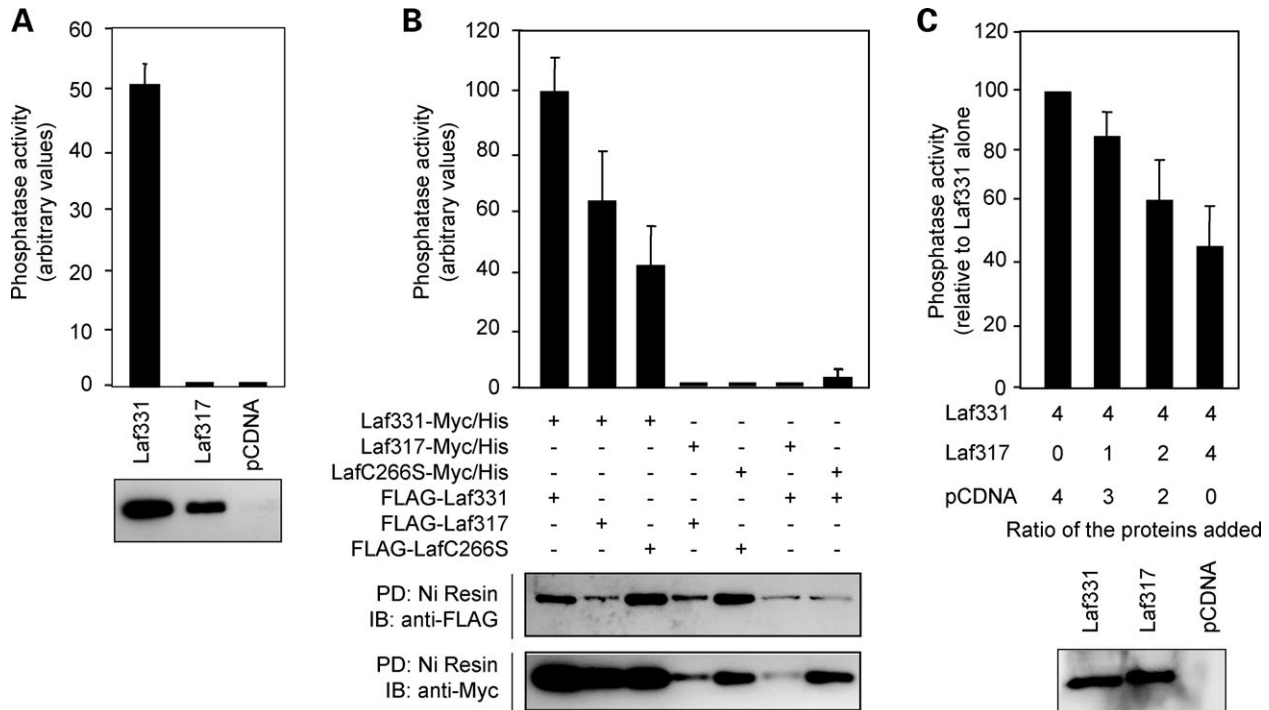 A
Phosphatase activity
(arbitrary values)
60
50
40
30
20
10
0
Laf331
Laf317
pCDNA
B
Phosphatase activity
(arbitrary values)
120
100
80
60
40
20
0
Laf331-Myc/His + + + - - - -
Laf317-Myc/His - - - + - + -
LafC266S-Myc/His - - - - + - +
FLAG-Laf331 + - - - - + +
FLAG-Laf317 - + - + - - -
FLAG-LafC266S - - + - + - -
PD: Ni Resin
IB: anti-FLAG
PD: Ni Resin
IB: anti-Myc
C
Phosphatase activity
(relative to Laf331 alone
120
100
80
60
40
20
0
Laf331 4 4 4 4
Laf317 0 1 2 4
pCDNA 4 3 2 0
Ratio of the proteins added
Laf331
Laf317
pCDNA